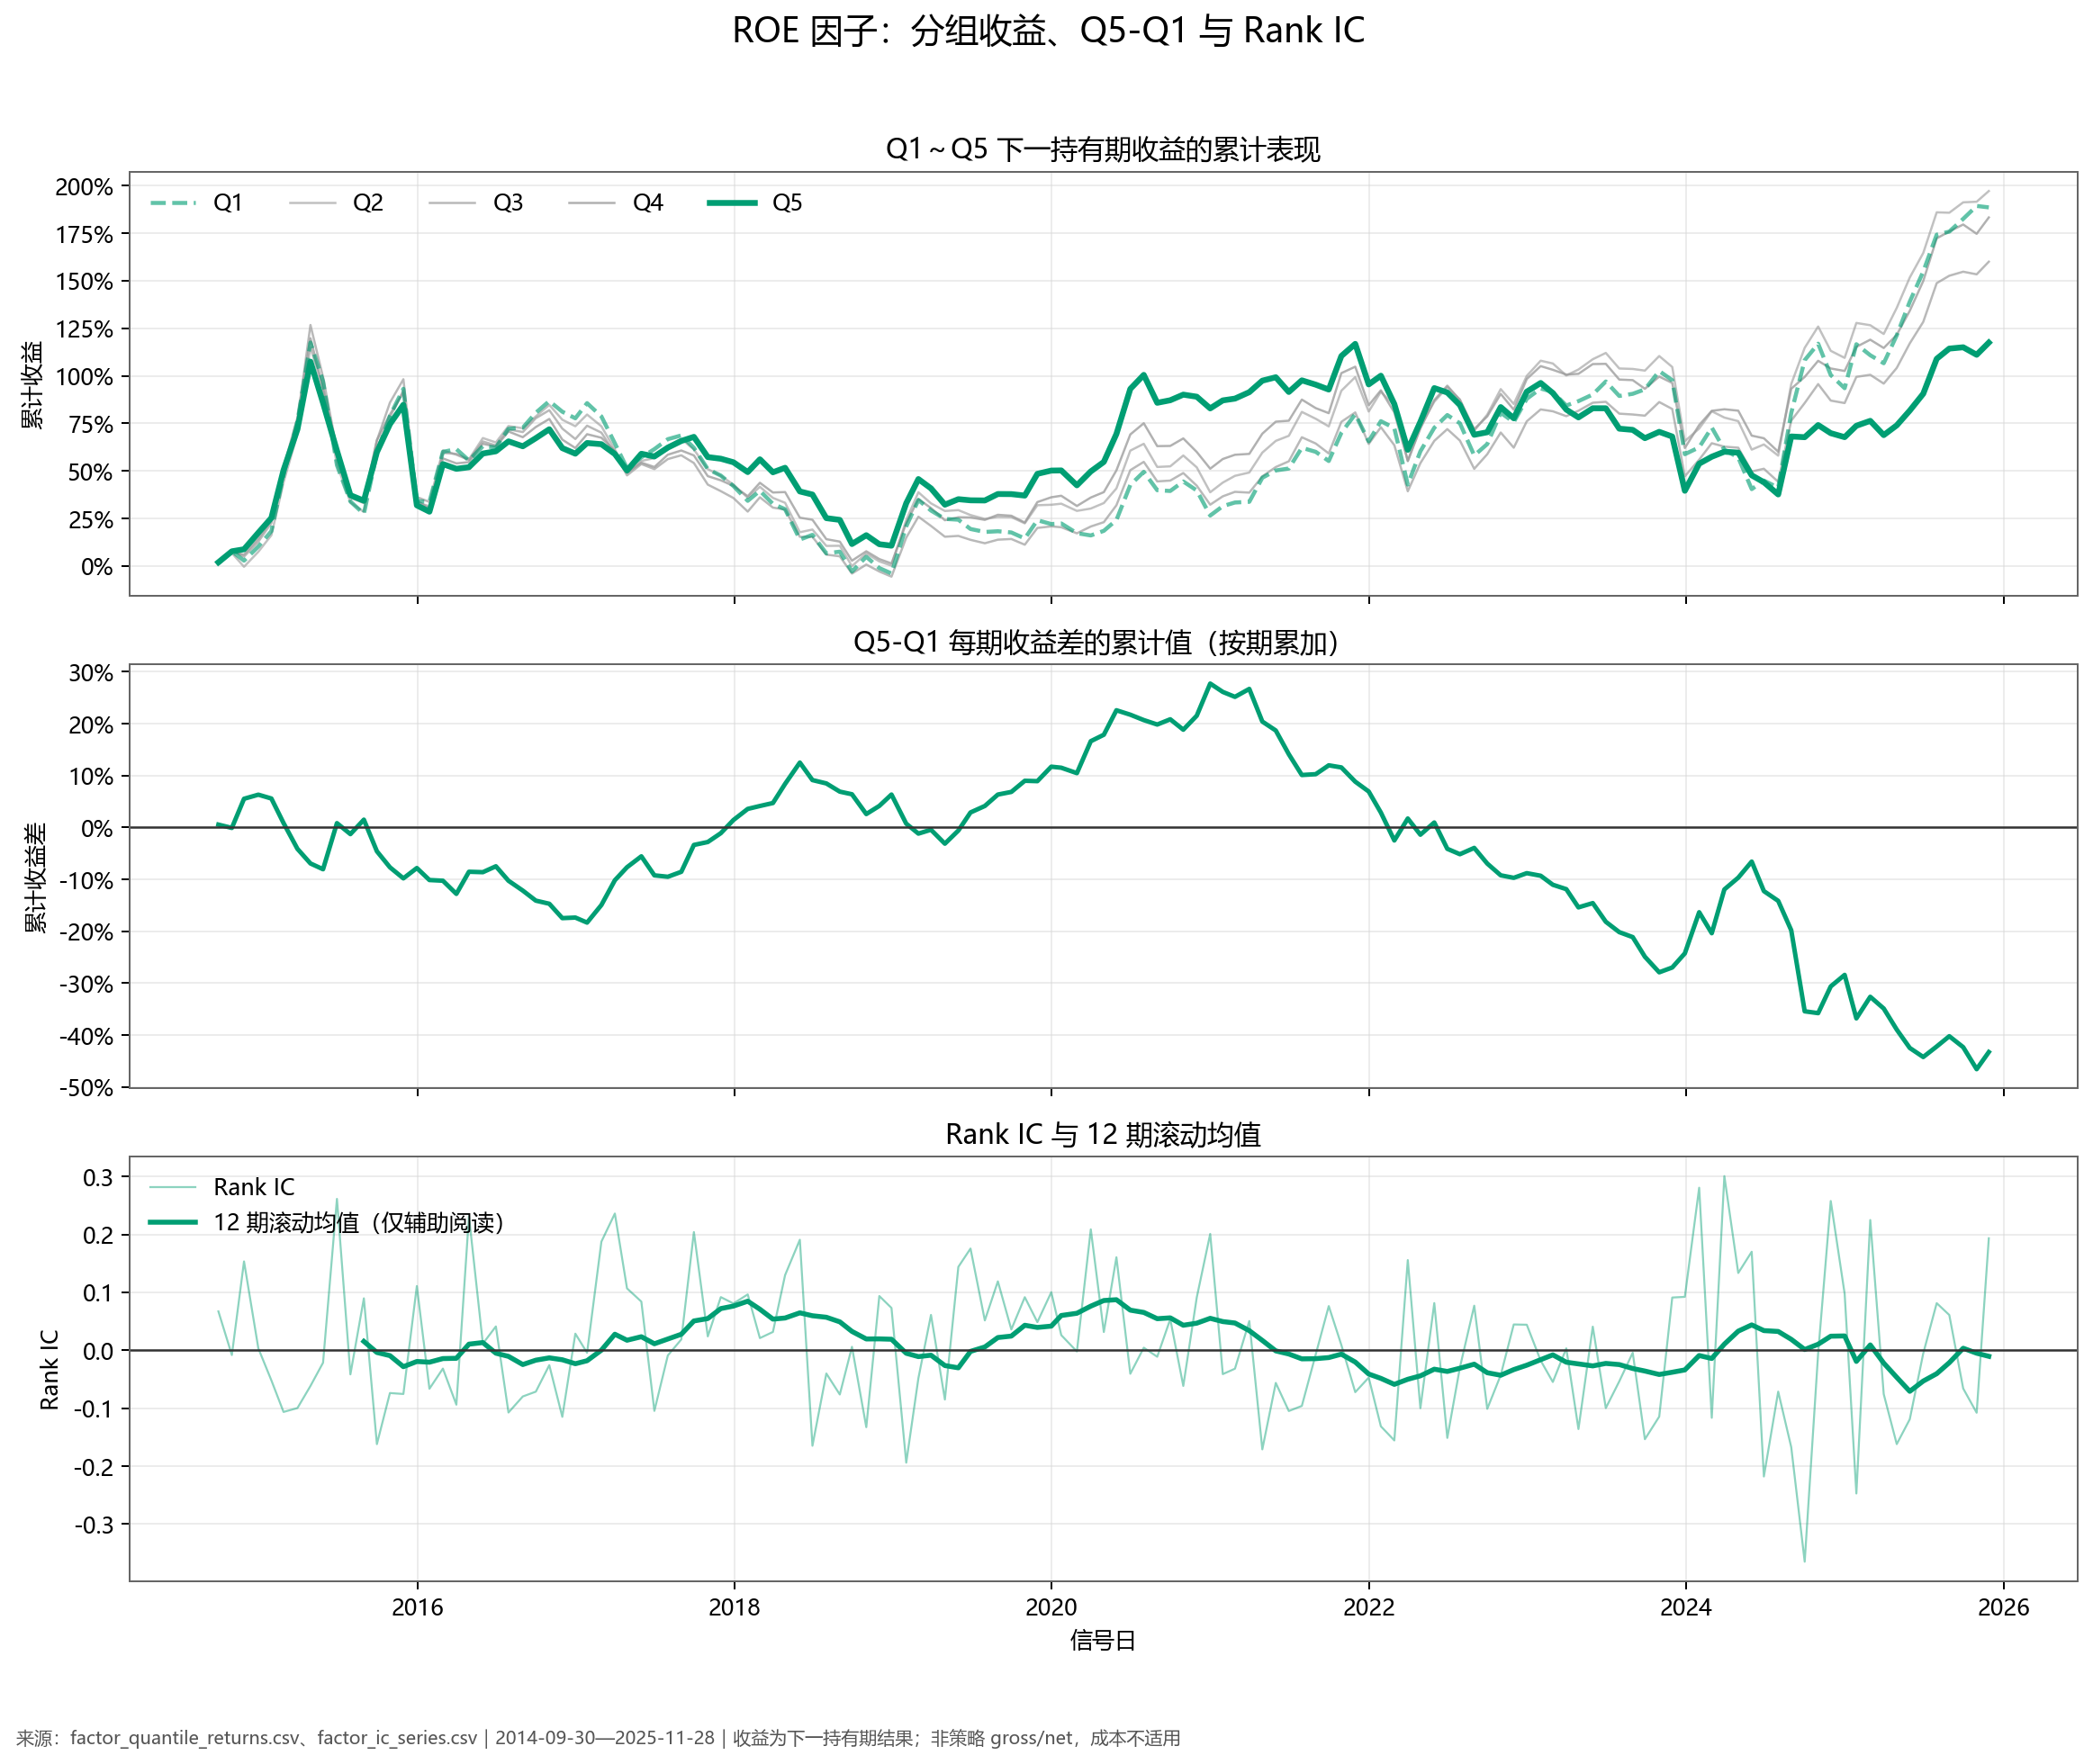 ROE 因子：分组收益、Q5-Q1 与 Rank IC
Q1～Q5 下一持有期收益的累计表现
Q1 Q2 Q3 Q4 Q5
累计收益
200%
175%
150%
125%
100%
75%
50%
25%
0%
Q5-Q1 每期收益差的累计值（按期累加）
累计收益差
30%
20%
10%
0%
-10%
-20%
-30%
-40%
-50%
Rank IC 与 12 期滚动均值
Rank IC
12 期滚动均值（仅辅助阅读）
Rank IC
0.3
0.2
0.1
0.0
-0.1
-0.2
-0.3
2016 2018 2020 2022 2024 2026
信号日
来源：factor_quantile_returns.csv、factor_ic_series.csv | 2014-09-30—2025-11-28 | 收益为下一持有期结果；非策略 gross/net，成本不适用